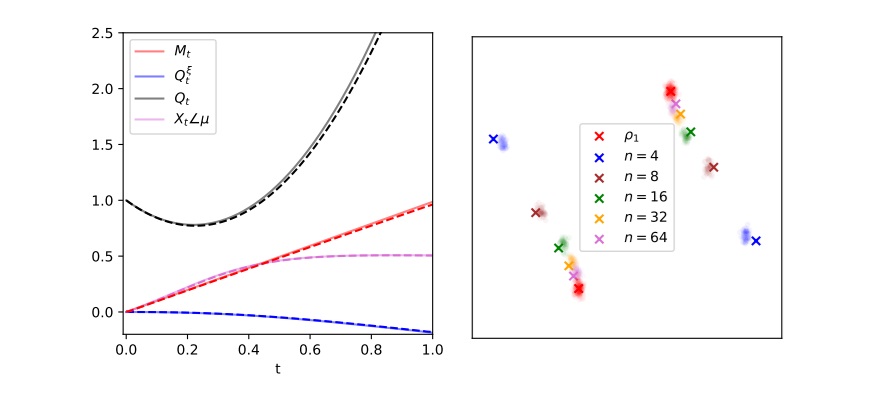 2.5
2.0
1.5
1.0
0.5
0.0
M_t
Q_t^ξ
Q_t
X_t∠μ
0.0 0.2 0.4 0.6 0.8 1.0
t
ρ_1
n = 4
n = 8
n = 16
n = 32
n = 64